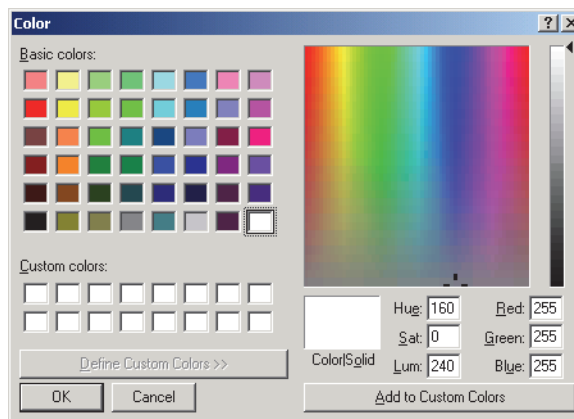 Color
Basic colors:
Custom colors:
Define Custom Colors >>
OK Cancel
Color|Solid
Hue: 160
Sat: 0
Lum: 240
Red: 255
Green: 255
Blue: 255
Add to Custom Colors